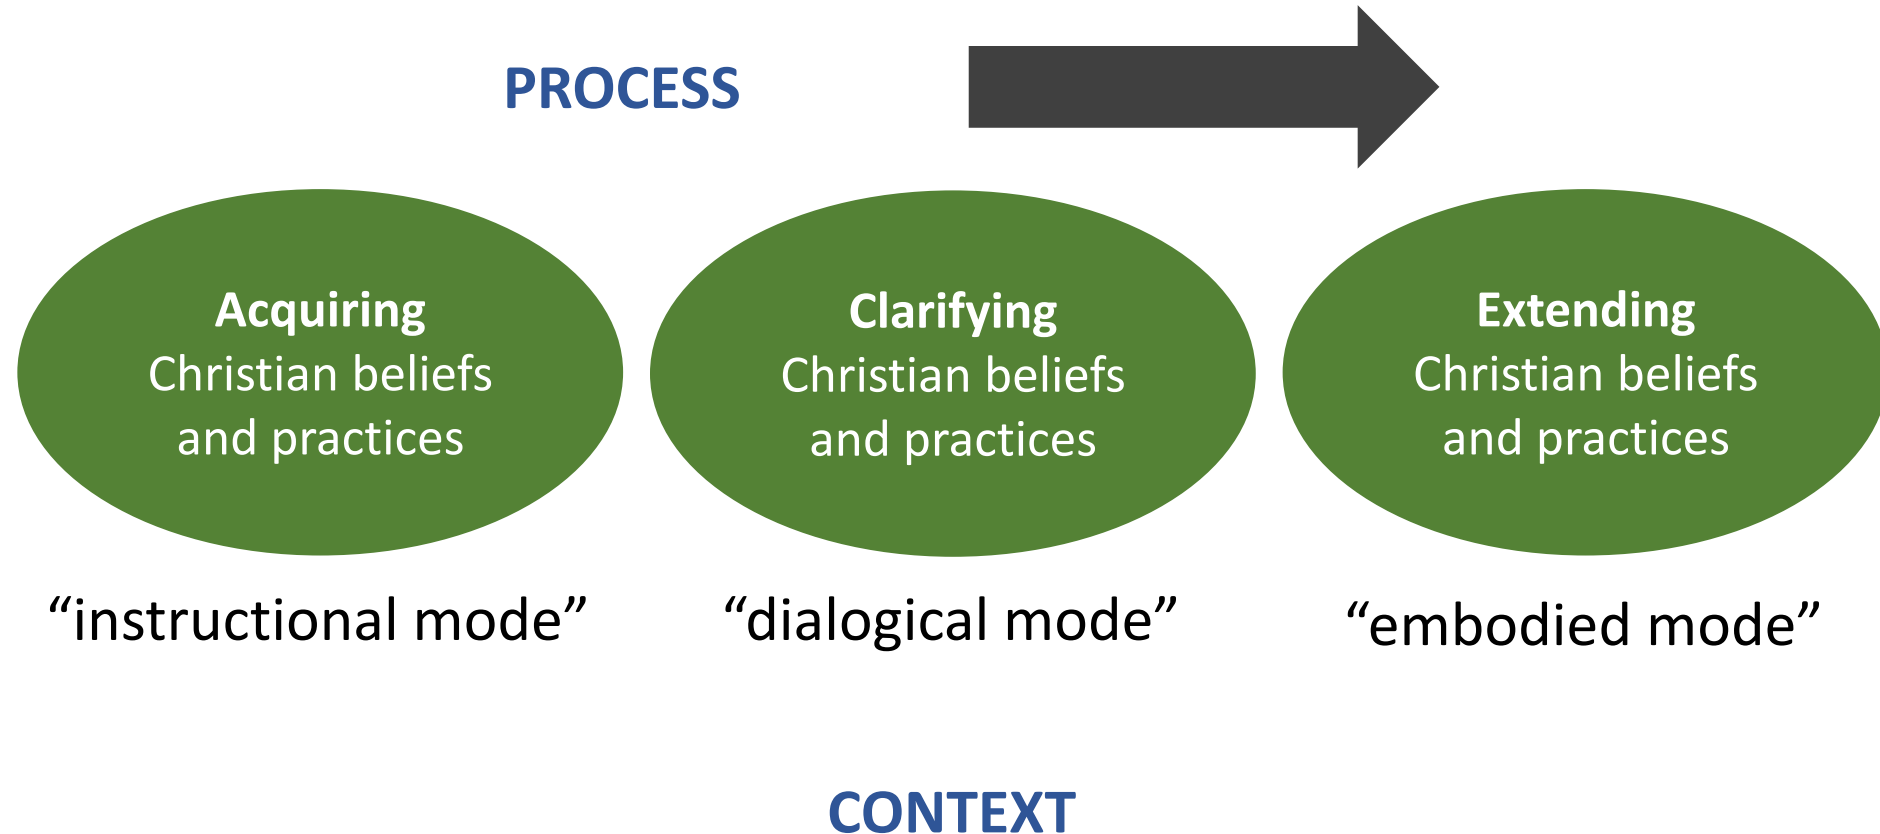 PROCESS
Acquiring
Christian beliefs
and practices
Clarifying
Christian beliefs
and practices
Extending
Christian beliefs
and practices
“instructional mode”
“dialogical mode”
“embodied mode”
CONTEXT